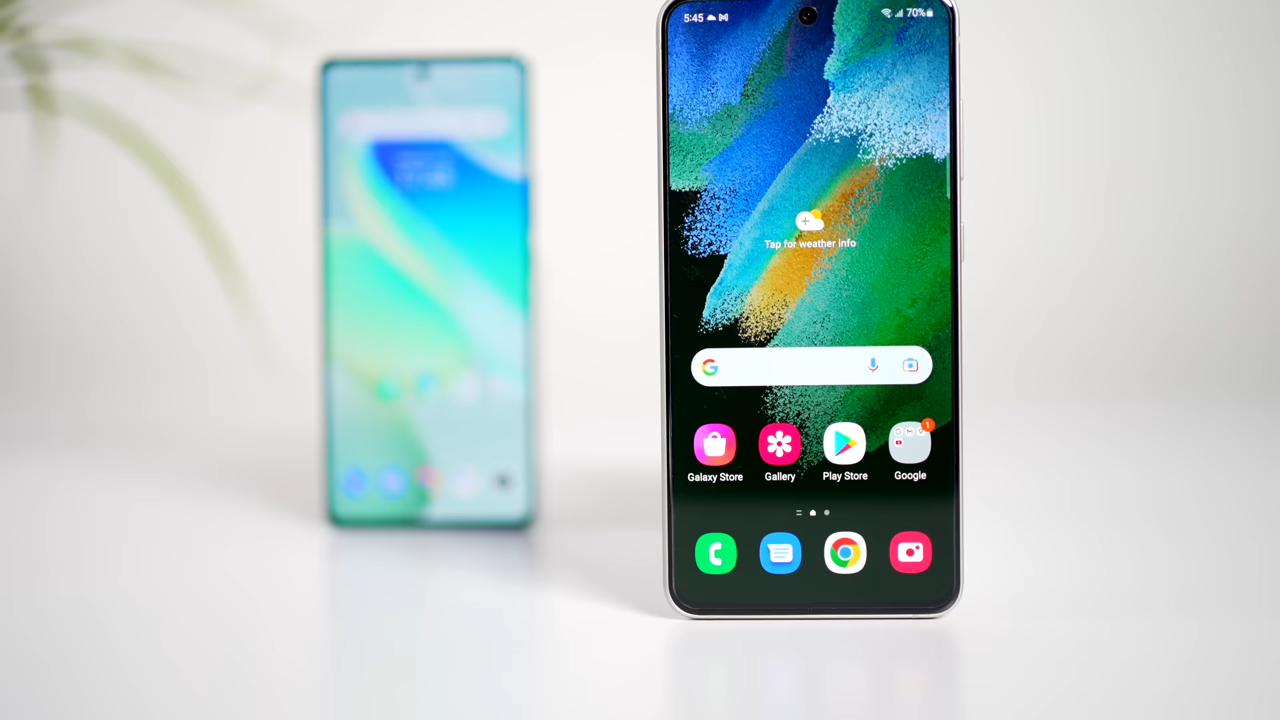 5:45
70%
Tap for weather info
Galaxy Store
Gallery
Play Store
1
Google